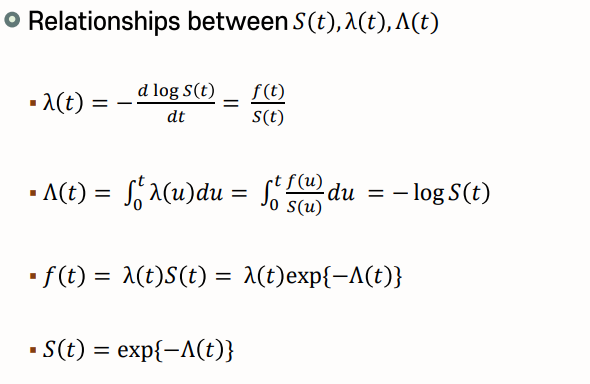 Relationships between S(t), λ(t), Λ(t)
λ(t) = − d log S(t) / dt = f(t) / S(t)
Λ(t) = ∫₀ᵗ λ(u)du = ∫₀ᵗ f(u)/S(u) du = − log S(t)
f(t) = λ(t)S(t) = λ(t)exp{−Λ(t)}
S(t) = exp{−Λ(t)}